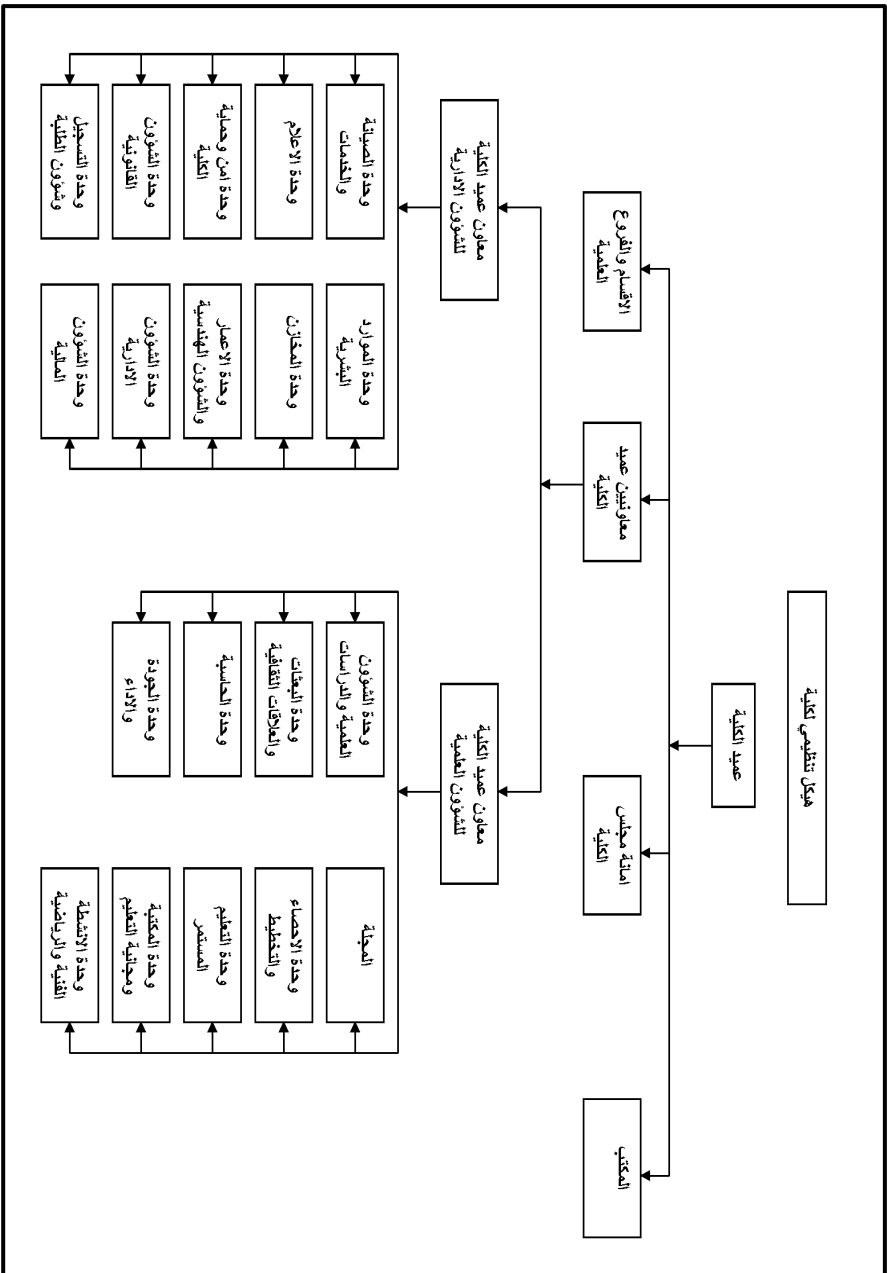 هيكل تنظيمي لكلية
عميد الكلية
المكتب
امانة مجلس
الكلية
معاونيين عميد
الكلية
الاقسام والفروع
العلمية
معاون عميد الكلية
للشؤون العلمية
معاون عميد الكلية
للشؤون الادارية
المجلة
وحدة الاحصاء
والتخطيط
وحدة التعليم
المستمر
وحدة المكتبة
ومجانية التعليم
وحدة الانشطة
الفنية والرياضية
وحدة الشؤون
العلمية والدراسات
وحدة البعثات
والعلاقات الثقافية
وحدة الحاسبة
وحدة الجودة
والاداء
وحدة الموارد
البشرية
وحدة المخازن
وحدة الاعمار
والشؤون الهندسية
وحدة الشؤون
الادارية
وحدة الشؤون
المالية
وحدة الصيانة
والخدمات
وحدة الاعلام
وحدة امن وحماية
الكلية
وحدة الشؤون
القانونية
وحدة التسجيل
وشؤون الطلبة